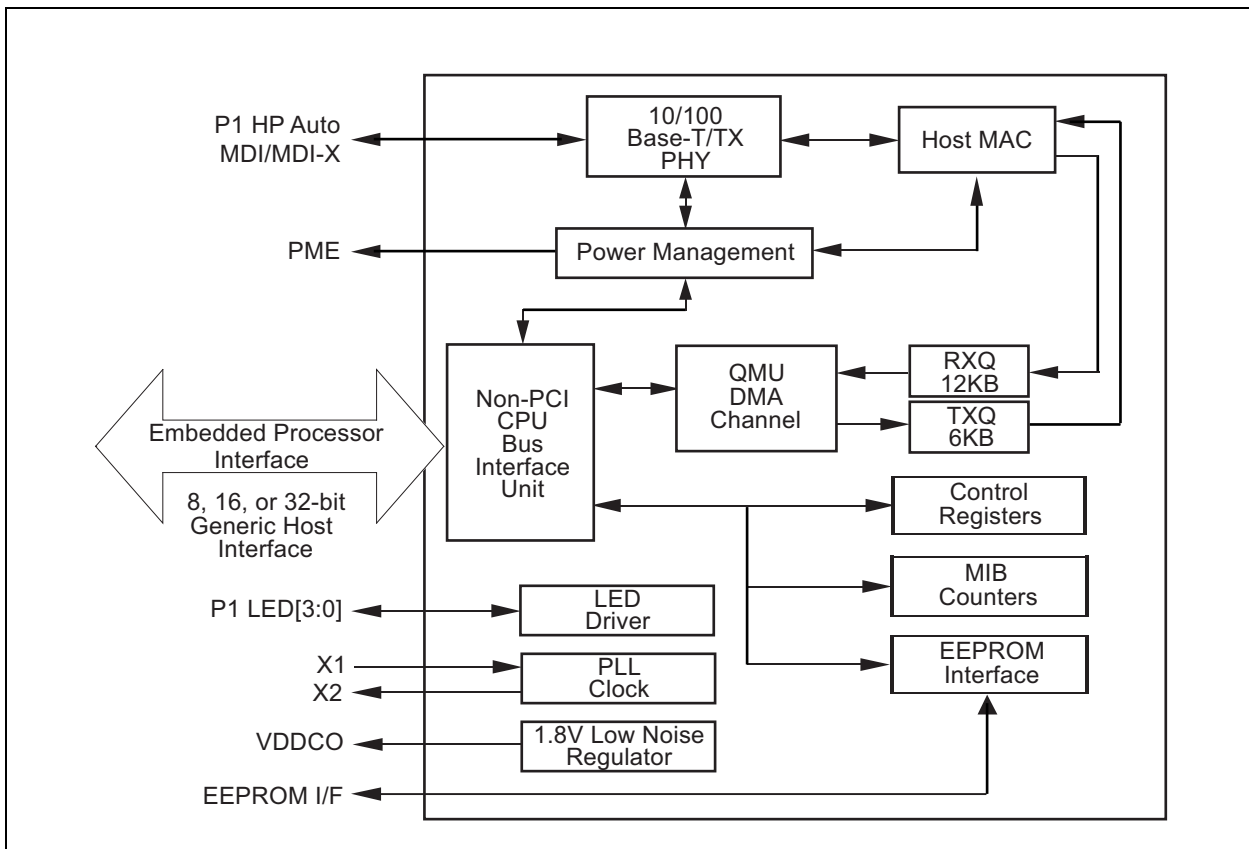 P1 HP Auto
MDI/MDI-X
10/100
Base-T/TX
PHY
Host MAC
PME
Power Management
Non-PCI
CPU
Bus
Interface
Unit
QMU
DMA
Channel
RXQ
12KB
TXQ
6KB
Embedded Processor
Interface
8, 16, or 32-bit
Generic Host
Interface
Control
Registers
MIB
Counters
EEPROM
Interface
P1 LED[3:0]
LED
Driver
X1
X2
PLL
Clock
VDDCO
1.8V Low Noise
Regulator
EEPROM I/F